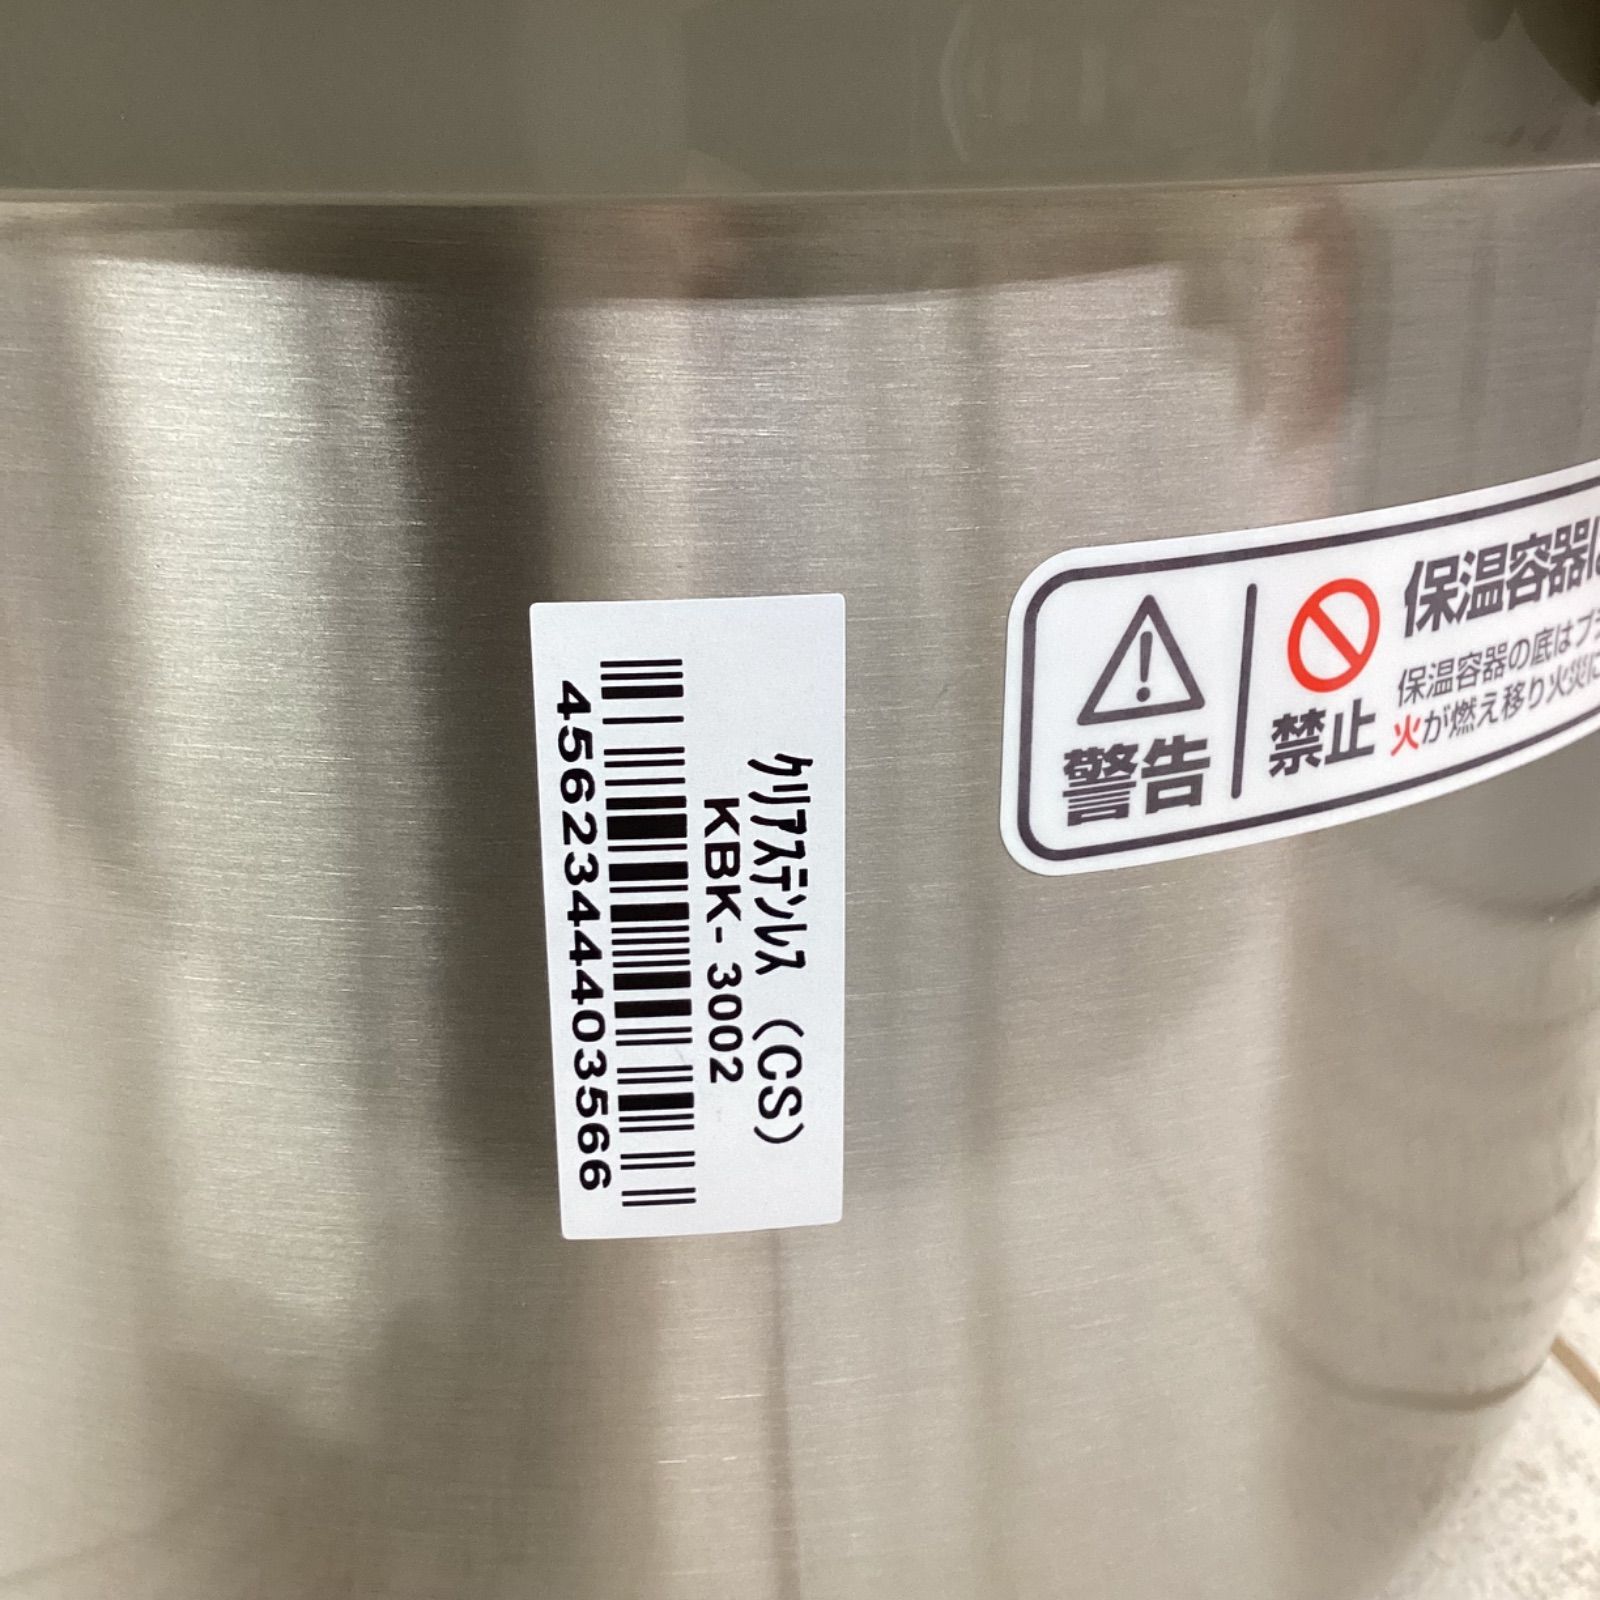 ｸﾘｱｽﾃﾝﾚｽ (CS)
KBK-3002
4562344403566
警告
禁止
保温容器は
保温容器の底はプラ
火が燃え移り火災に